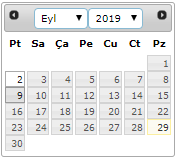 Eyl 2019
Pt Sa Ça Pe Cu Ct Pz
1
2 3 4 5 6 7 8
9 10 11 12 13 14 15
16 17 18 19 20 21 22
23 24 25 26 27 28 29
30